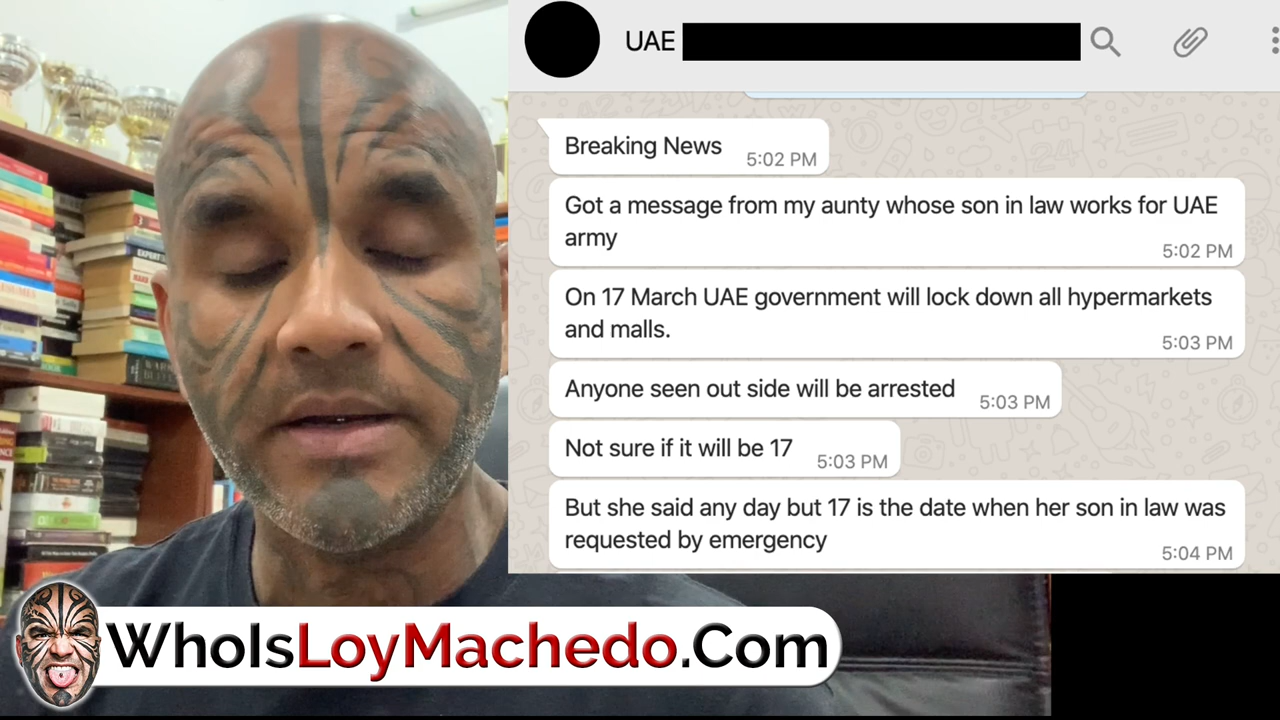 UAE
Breaking News 5:02 PM
Got a message from my aunty whose son in law works for UAE
army
5:02 PM
On 17 March UAE government will lock down all hypermarkets
and malls.
5:03 PM
Anyone seen out side will be arrested 5:03 PM
Not sure if it will be 17 5:03 PM
But she said any day but 17 is the date when her son in law was
requested by emergency
5:04 PM
WhoIsLoyMachedo.Com